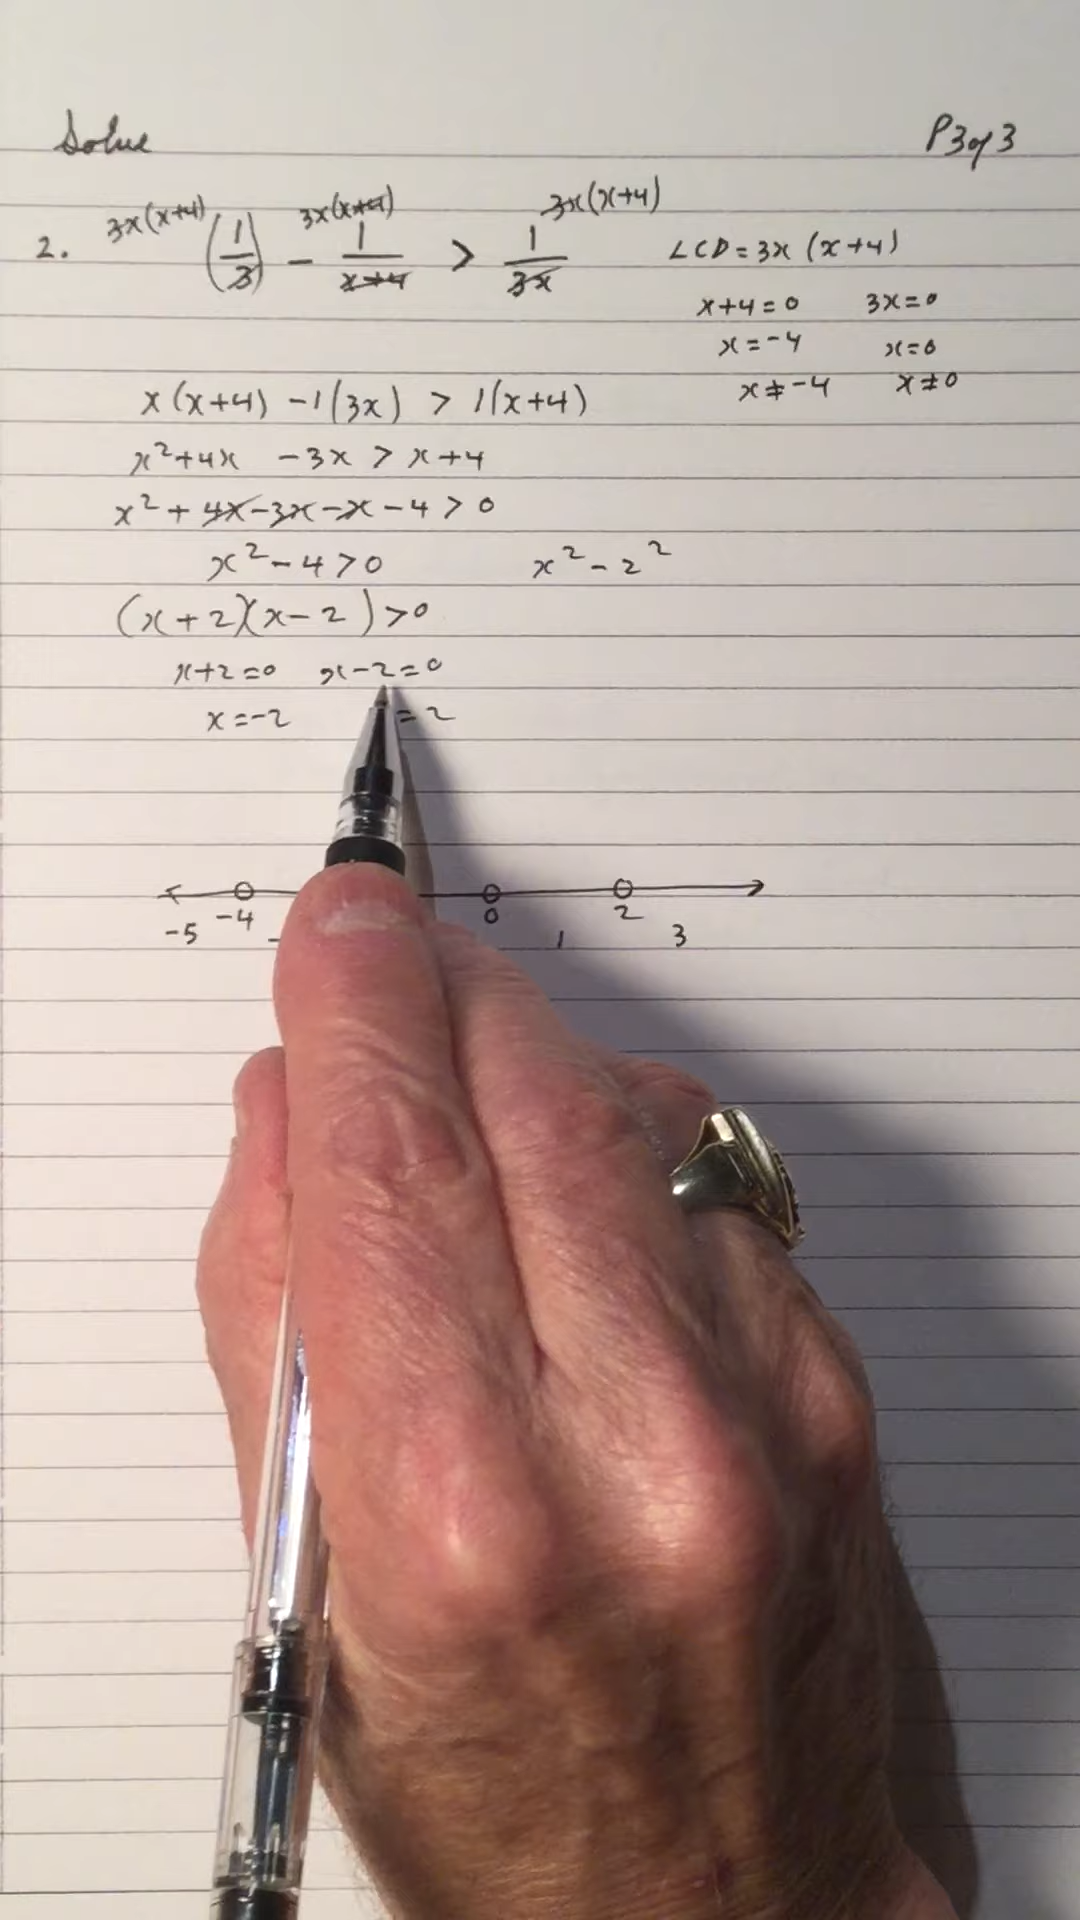 Solve P3of3
3x(x+4) 3x(x+4) 3x(x+4)
2. (1/3) - 1/(x+4) > 1/3x LCD=3x(x+4)
x+4=0 3x=0
x=-4 x=0
x≠-4 x≠0
x(x+4) -1(3x) > 1(x+4)
x²+4x -3x > x+4
x²+4x-3x-x-4>0
x²-4>0 x²-2²
(x+2)(x-2)>0
x+2=0 x-2=0
x=-2 =2
-4 0 2
-5 - 1 3